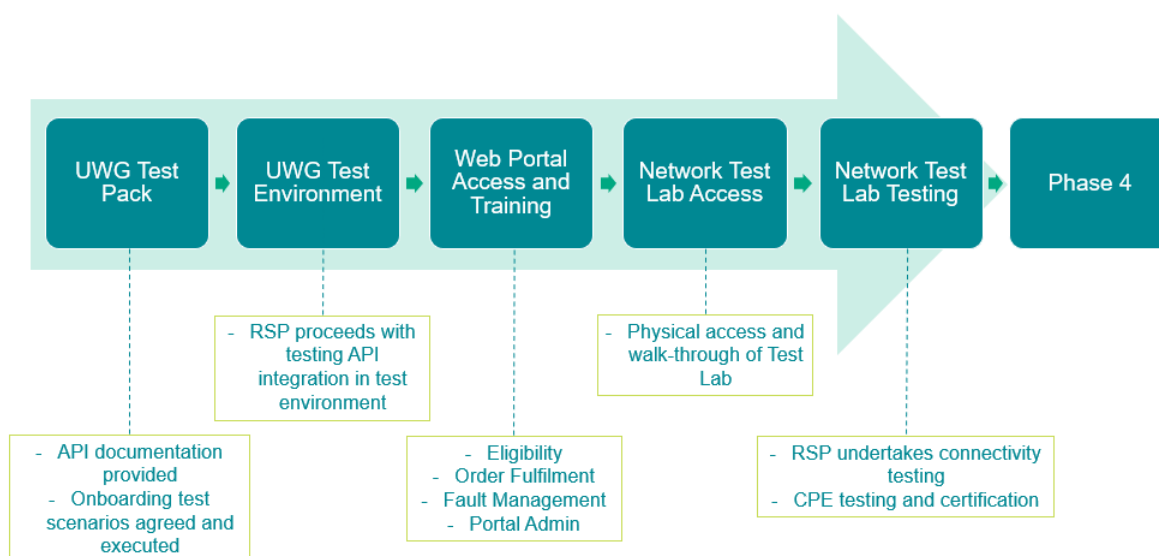 UWG Test
Pack
UWG Test
Environment
Web Portal
Access and
Training
Network Test
Lab Access
Network Test
Lab Testing
Phase 4
- RSP proceeds with
testing API
integration in test
environment
- Physical access and
walk-through of Test
Lab
- API documentation
provided
- Onboarding test
scenarios agreed and
executed
- Eligibility
- Order Fulfilment
- Fault Management
- Portal Admin
- RSP undertakes connectivity
testing
- CPE testing and certification